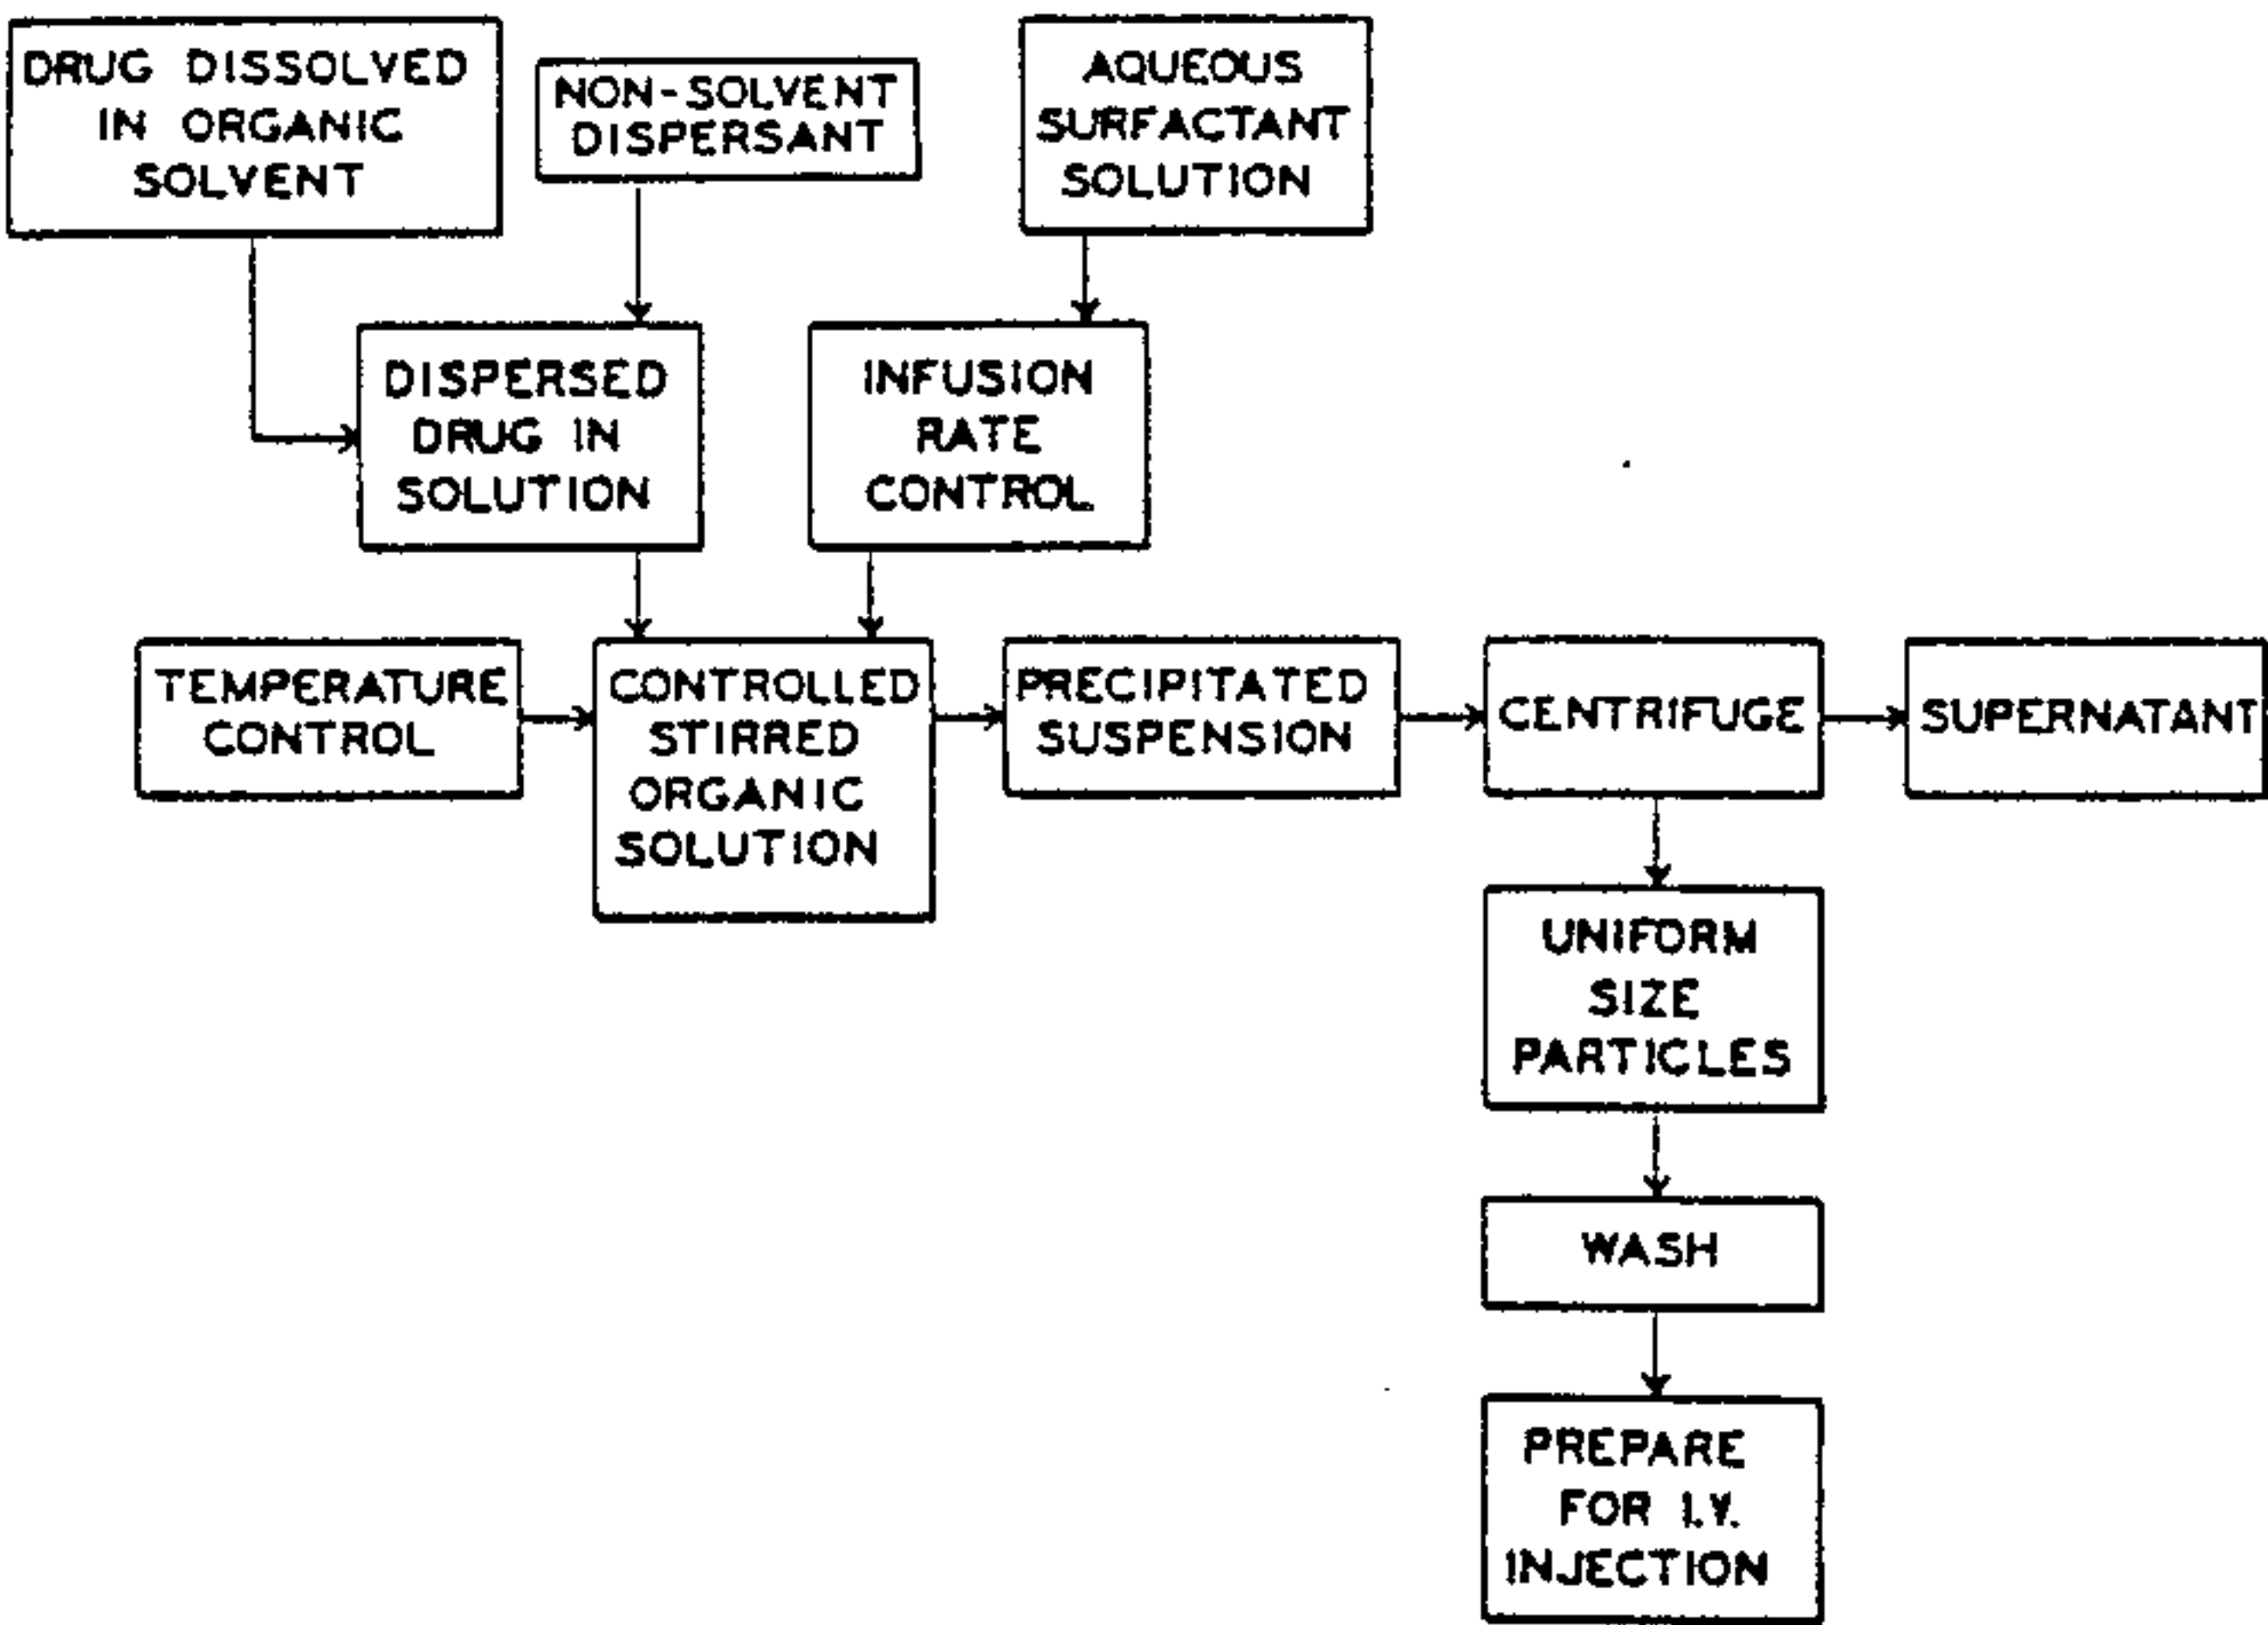 DRUG DISSOLVED
IN ORGANIC
SOLVENT
NON-SOLVENT
DISPERSANT
AQUEOUS
SURFACTANT
SOLUTION
DISPERSED
DRUG IN
SOLUTION
INFUSION
RATE
CONTROL
TEMPERATURE
CONTROL
CONTROLLED
STIRRED
ORGANIC
SOLUTION
PRECIPITATED
SUSPENSION
CENTRIFUGE
SUPERNATANT
UNIFORM
SIZE
PARTICLES
WASH
PREPARE
FOR I.V.
INJECTION